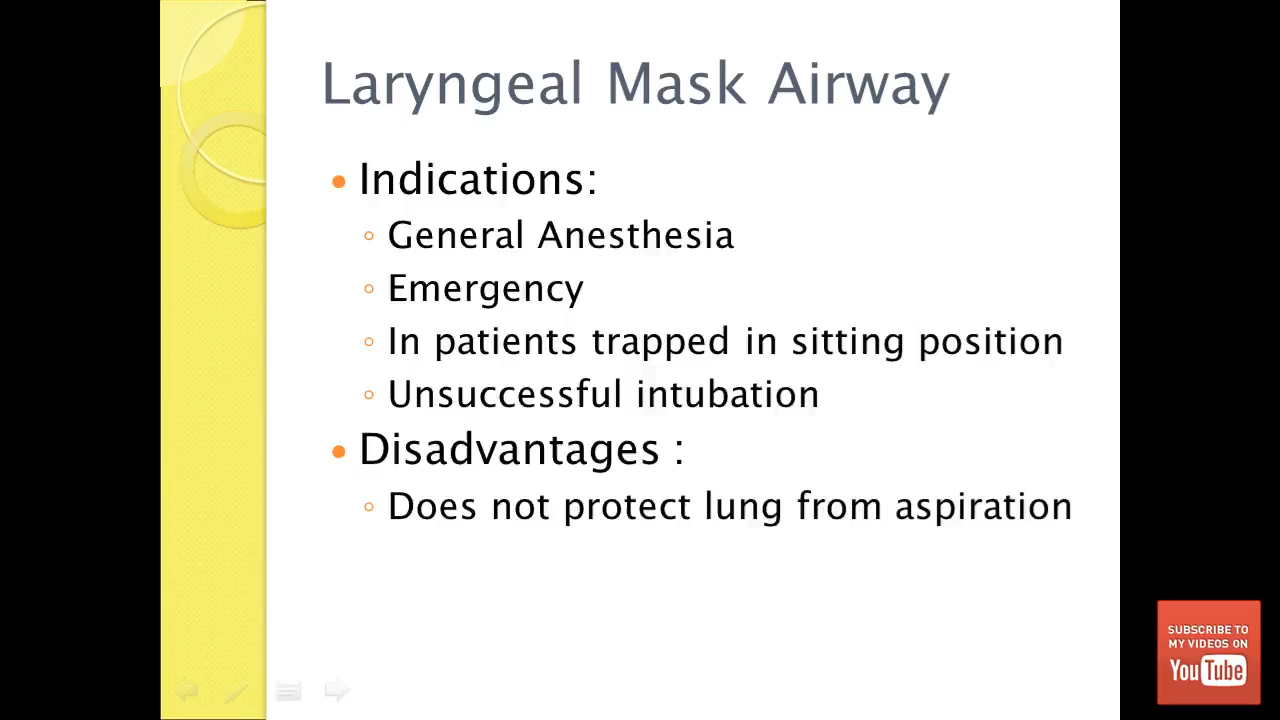 Laryngeal Mask Airway
Indications:
General Anesthesia
Emergency
In patients trapped in sitting position
Unsuccessful intubation
Disadvantages :
Does not protect lung from aspiration
SUBSCRIBE TO
MY VIDEOS ON
YouTube